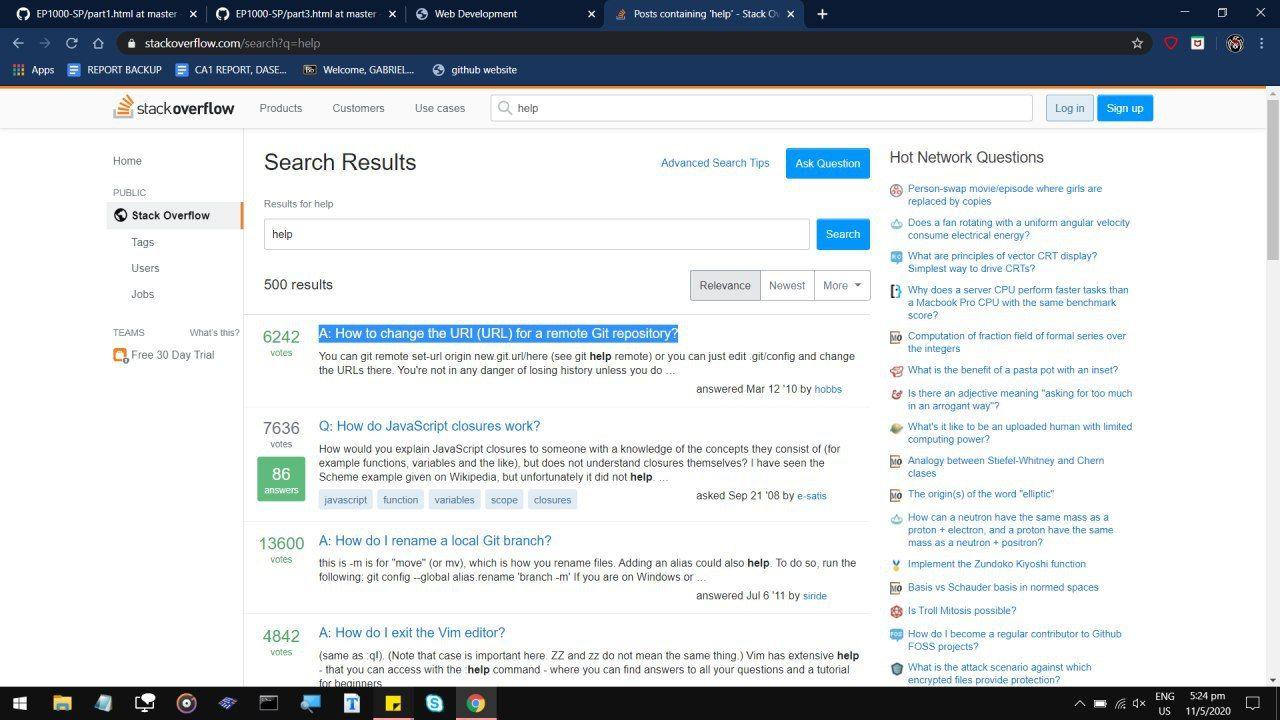 EP1000-SP/part1.html at master
EP1000-SP/part3.html at master
Web Development
Posts containing 'help' - Stack Ov
stackoverflow.com/search?q=help
Apps
REPORT BACKUP
CA1 REPORT, DASE...
Welcome, GABRIEL...
github website
stackoverflow
Products
Customers
Use cases
help
Log in
Sign up
Home
PUBLIC
Stack Overflow
Tags
Users
Jobs
TEAMS
What's this?
Free 30 Day Trial
Search Results
Advanced Search Tips
Ask Question
Results for help
help
Search
500 results
Relevance
Newest
More
6242
votes
A: How to change the URI (URL) for a remote Git repository?
You can git remote set-url origin new.git.url/here (see git help remote) or you can just edit .git/config and change
the URLs there. You're not in any danger of losing history unless you do ...
answered Mar 12 '10 by hobbs
7636
votes
86
answers
Q: How do JavaScript closures work?
How would you explain JavaScript closures to someone with a knowledge of the concepts they consist of (for
example functions, variables and the like), but does not understand closures themselves? I have seen the
Scheme example given on Wikipedia, but unfortunately it did not help. ...
javascript
function
variables
scope
closures
asked Sep 21 '08 by e-satis
13600
votes
A: How do I rename a local Git branch?
this is -m is for "move" (or mv), which is how you rename files. Adding an alias could also help. To do so, run the
following: git config --global alias.rename 'branch -m' If you are on Windows or ...
answered Jul 6 '11 by siride
4842
votes
A: How do I exit the Vim editor?
(same as :q!). (Note that case is important here. ZZ and zz do not mean the same thing.) Vim has extensive help
- that you can access with the :help command - where you can find answers to all your questions and a tutorial
for beginners
Hot Network Questions
Person-swap movie/episode where girls are
replaced by copies
Does a fan rotating with a uniform angular velocity
consume electrical energy?
What are principles of vector CRT display?
Simplest way to drive CRTs?
Why does a server CPU perform faster tasks than
a Macbook Pro CPU with the same benchmark
score?
Computation of fraction field of formal series over
the integers
What is the benefit of a pasta pot with an inset?
Is there an adjective meaning "asking for too much
in an arrogant way"?
What's it like to be an uploaded human with limited
computing power?
Analogy between Stiefel-Whitney and Chern
clases
The origin(s) of the word "elliptic"
How can a neutron have the same mass as a
proton + electron, and a proton have the same
mass as a neutron + positron?
Implement the Zundoko Kiyoshi function
Basis vs Schauder basis in normed spaces
Is Troll Mitosis possible?
How do I become a regular contributor to Github
FOSS projects?
What is the attack scenario against which
encrypted files provide protection?
ENG
US
5:24 pm
11/5/2020